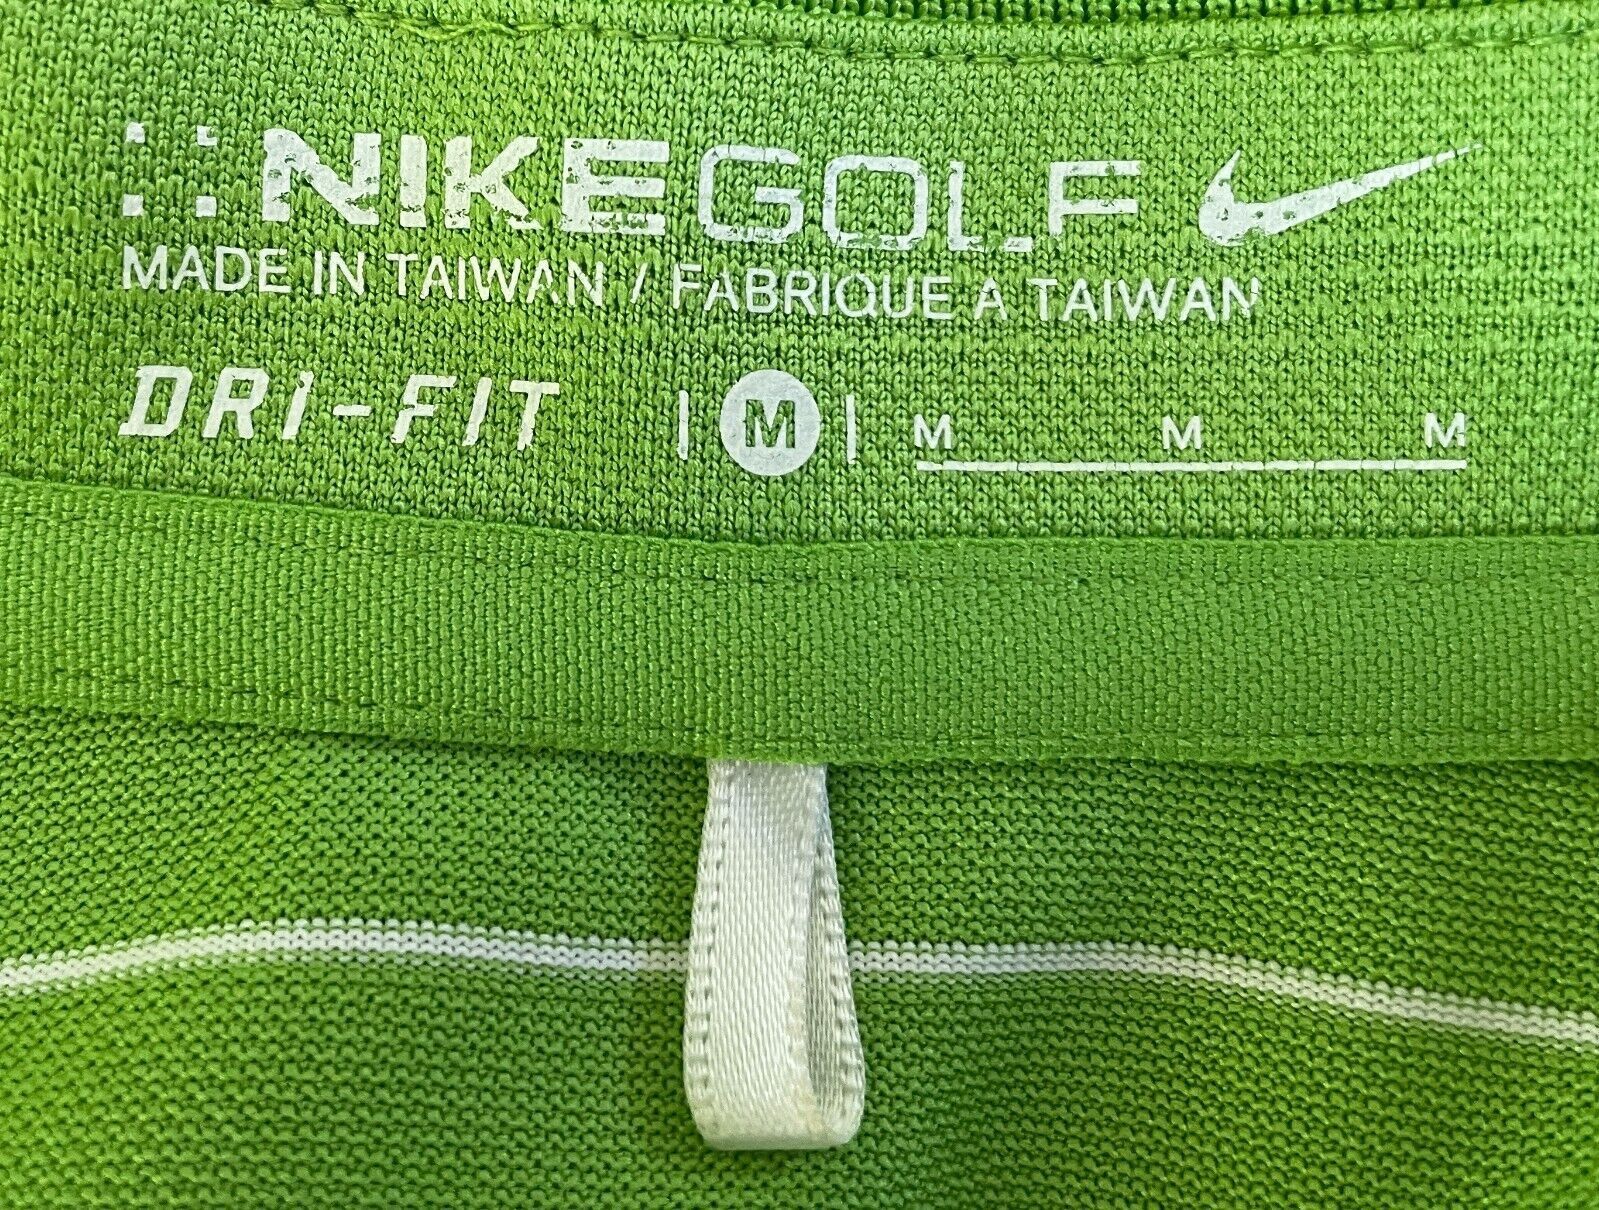 NIKEGOLF
MADE IN TAIWAN / FABRIQUE A TAIWAN
DRI-FIT | M | M M M